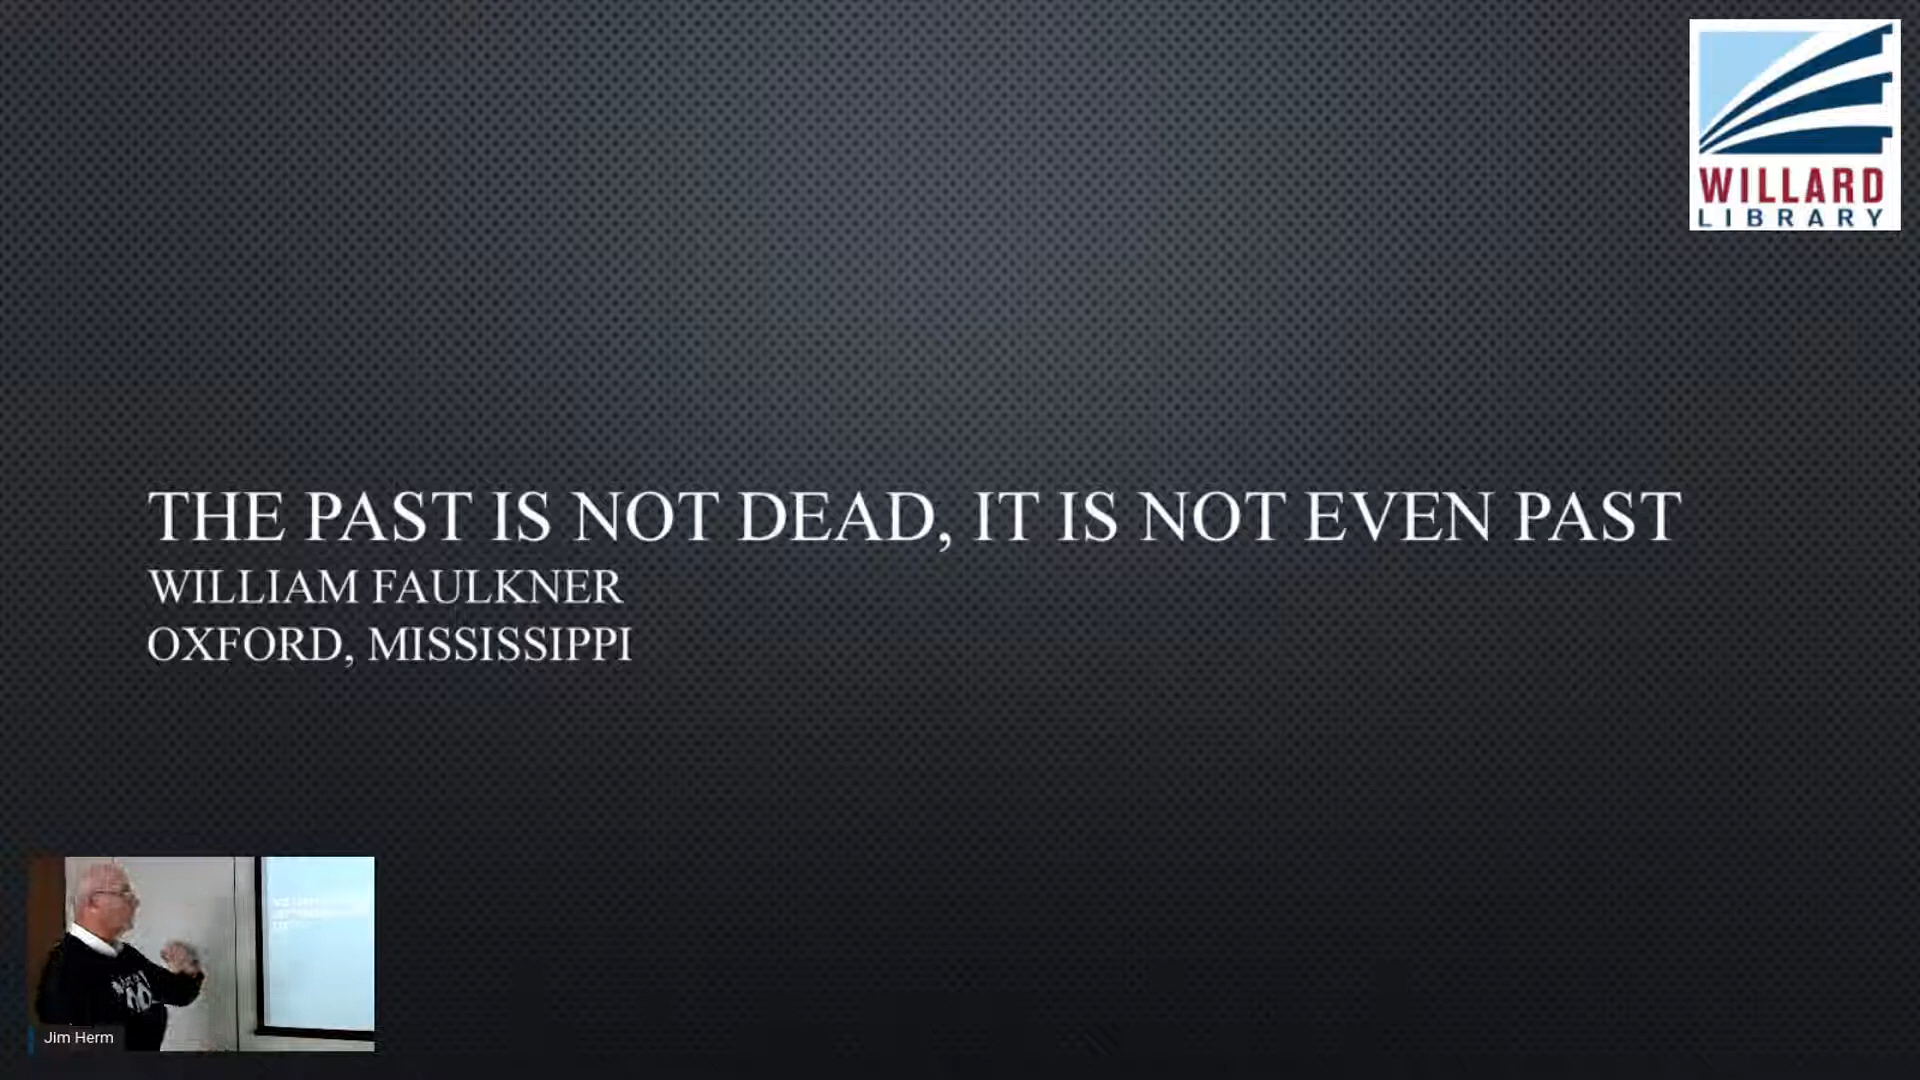 WILLARD
LIBRARY
THE PAST IS NOT DEAD, IT IS NOT EVEN PAST
WILLIAM FAULKNER
OXFORD, MISSISSIPPI
Jim Herm